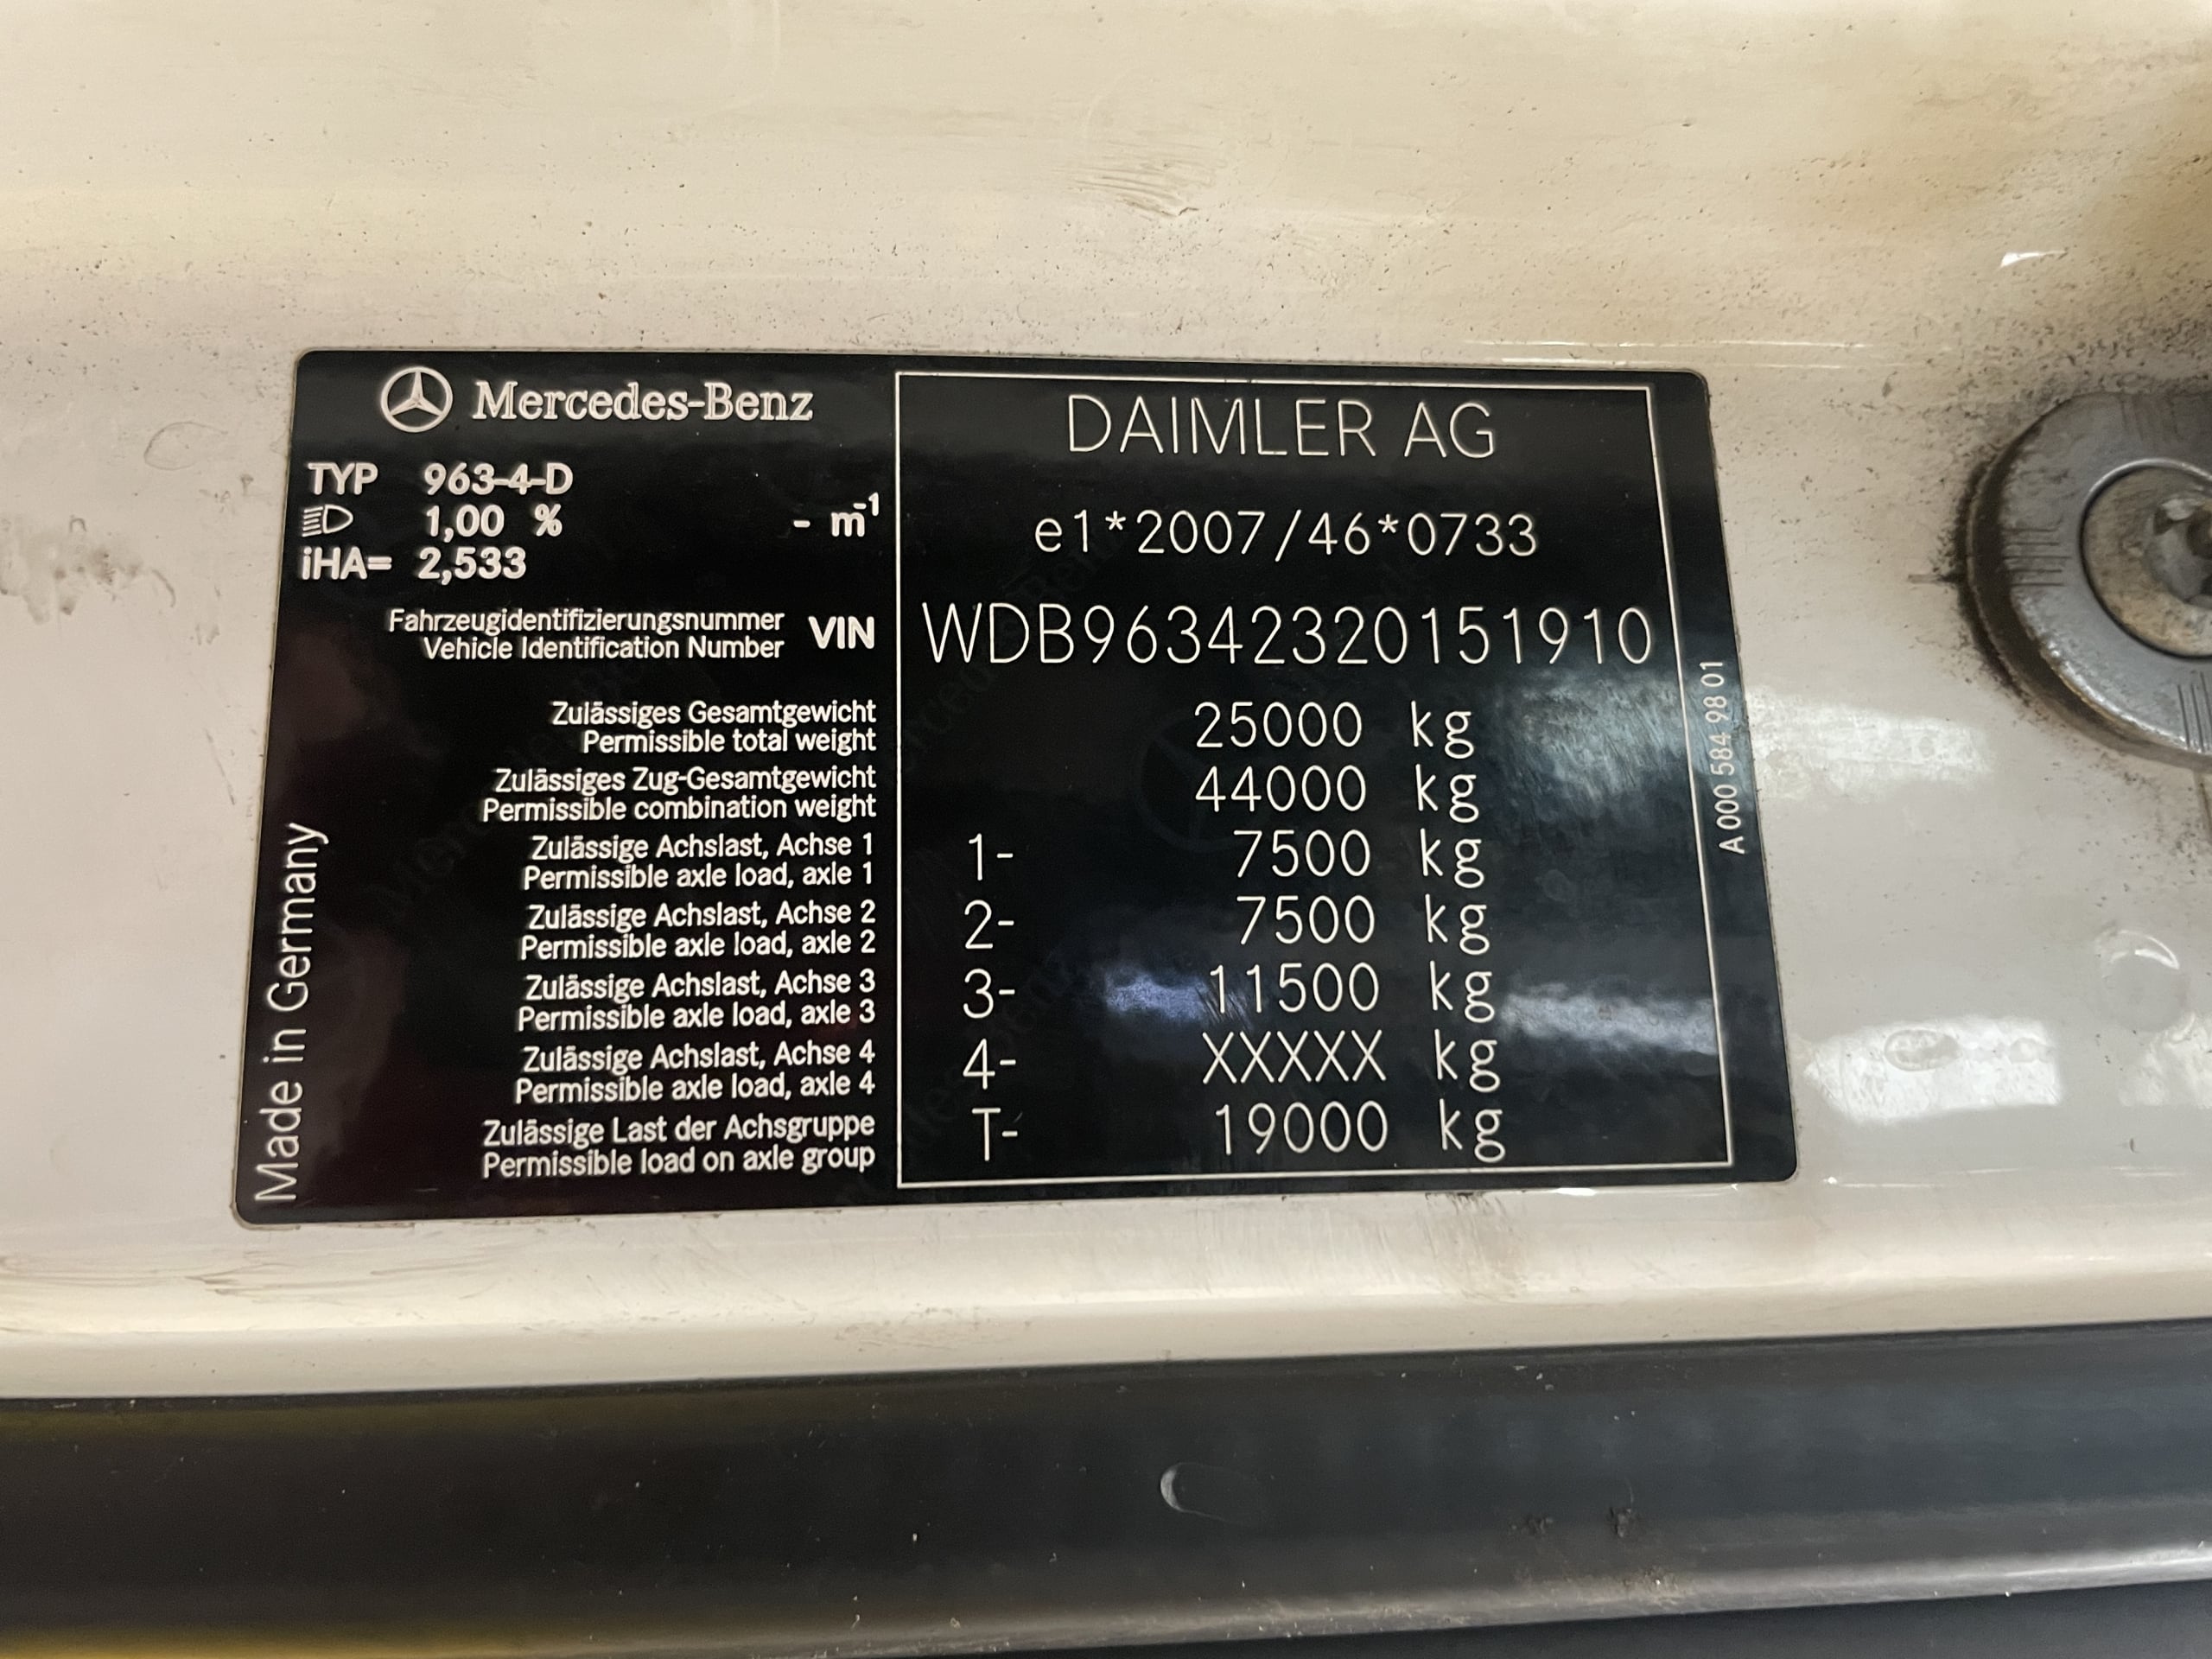 Mercedes-Benz
TYP 963-4-D
1,00 % - m-1
iHA= 2,533
DAIMLER AG
e1*2007/46*0733
Fahrzeugidentifizierungsnummer
Vehicle Identification Number
VIN WDB96342320151910
Zulässiges Gesamtgewicht
Permissible total weight
25000 kg
Zulässiges Zug-Gesamtgewicht
Permissible combination weight
44000 kg
Zulässige Achslast, Achse 1
Permissible axle load, axle 1
1- 7500 kg
Zulässige Achslast, Achse 2
Permissible axle load, axle 2
2- 7500 kg
Zulässige Achslast, Achse 3
Permissible axle load, axle 3
3- 11500 kg
Zulässige Achslast, Achse 4
Permissible axle load, axle 4
4- XXXXX kg
Zulässige Last der Achsgruppe
Permissible load on axle group
T- 19000 kg
Made in Germany
A 000 584 98 01